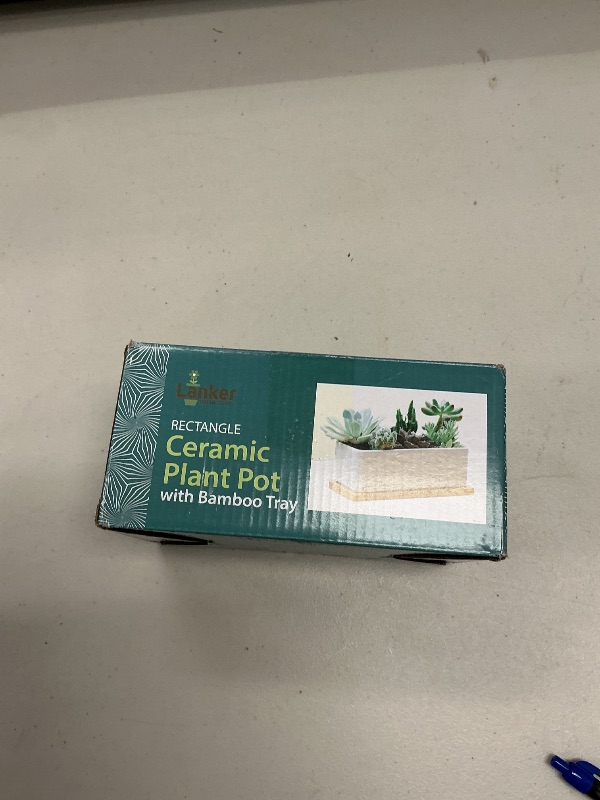 Lanker
RECTANGLE
Ceramic
Plant Pot
with Bamboo Tray